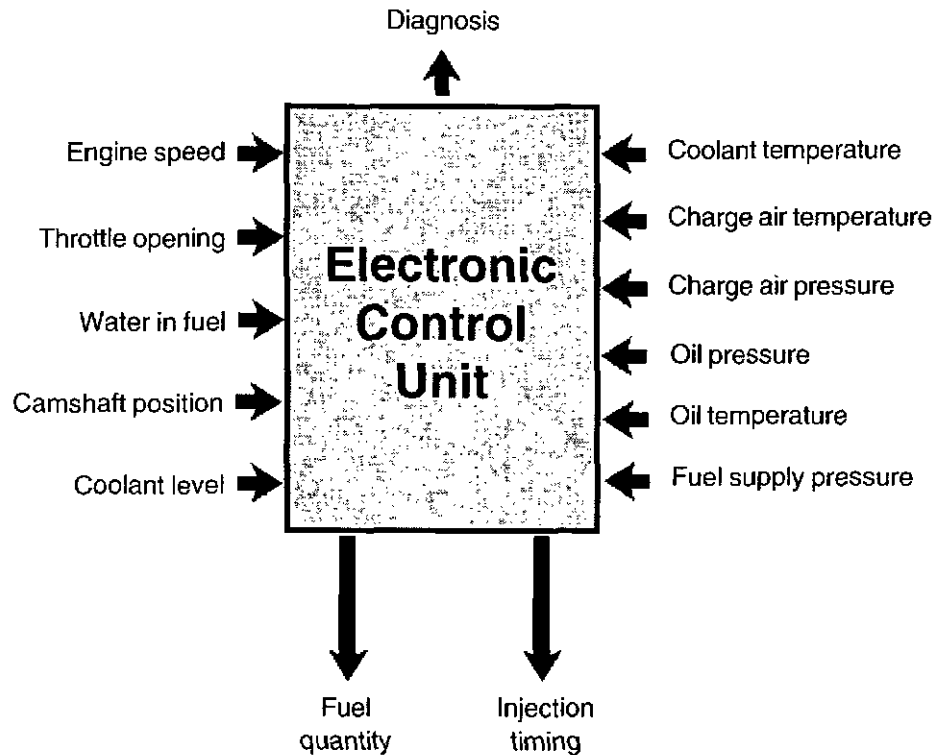 Diagnosis
Engine speed
Throttle opening
Water in fuel
Camshaft position
Coolant level
Electronic
Control
Unit
Coolant temperature
Charge air temperature
Charge air pressure
Oil pressure
Oil temperature
Fuel supply pressure
Fuel
quantity
Injection
timing